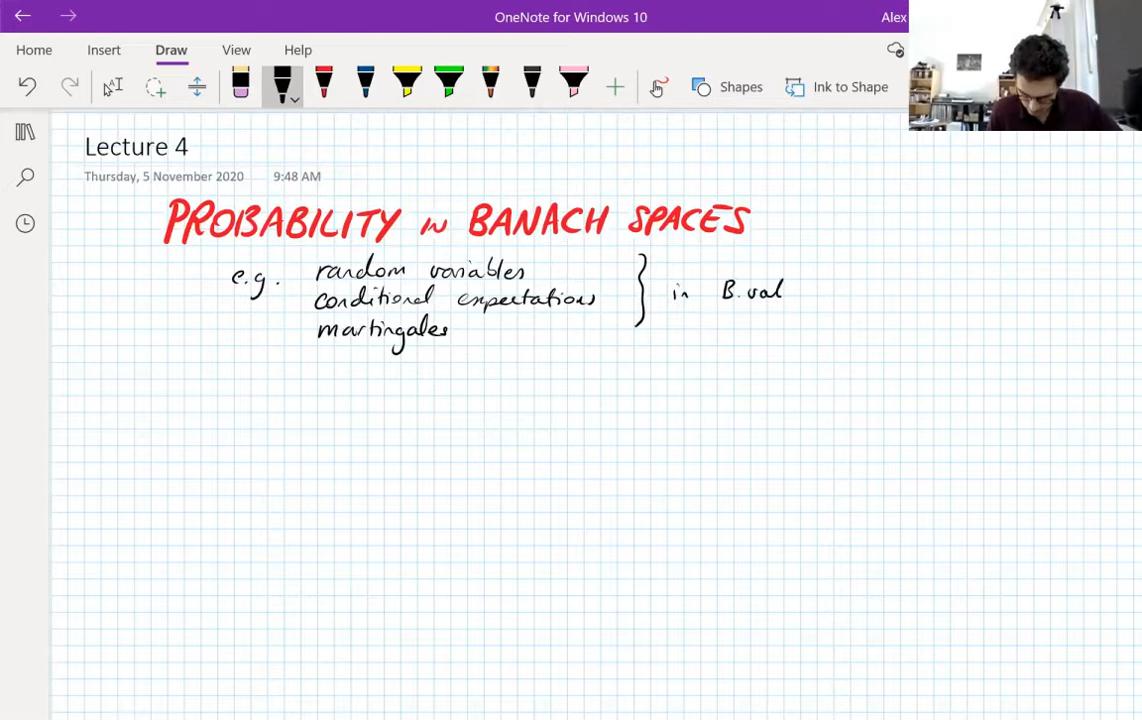 OneNote for Windows 10
Alex
Home Insert Draw View Help
Shapes Ink to Shape
Lecture 4
Thursday, 5 November 2020 9:48 AM
PROBABILITY in BANACH SPACES
e.g. random variables
conditional expectations
martingales
in B.val